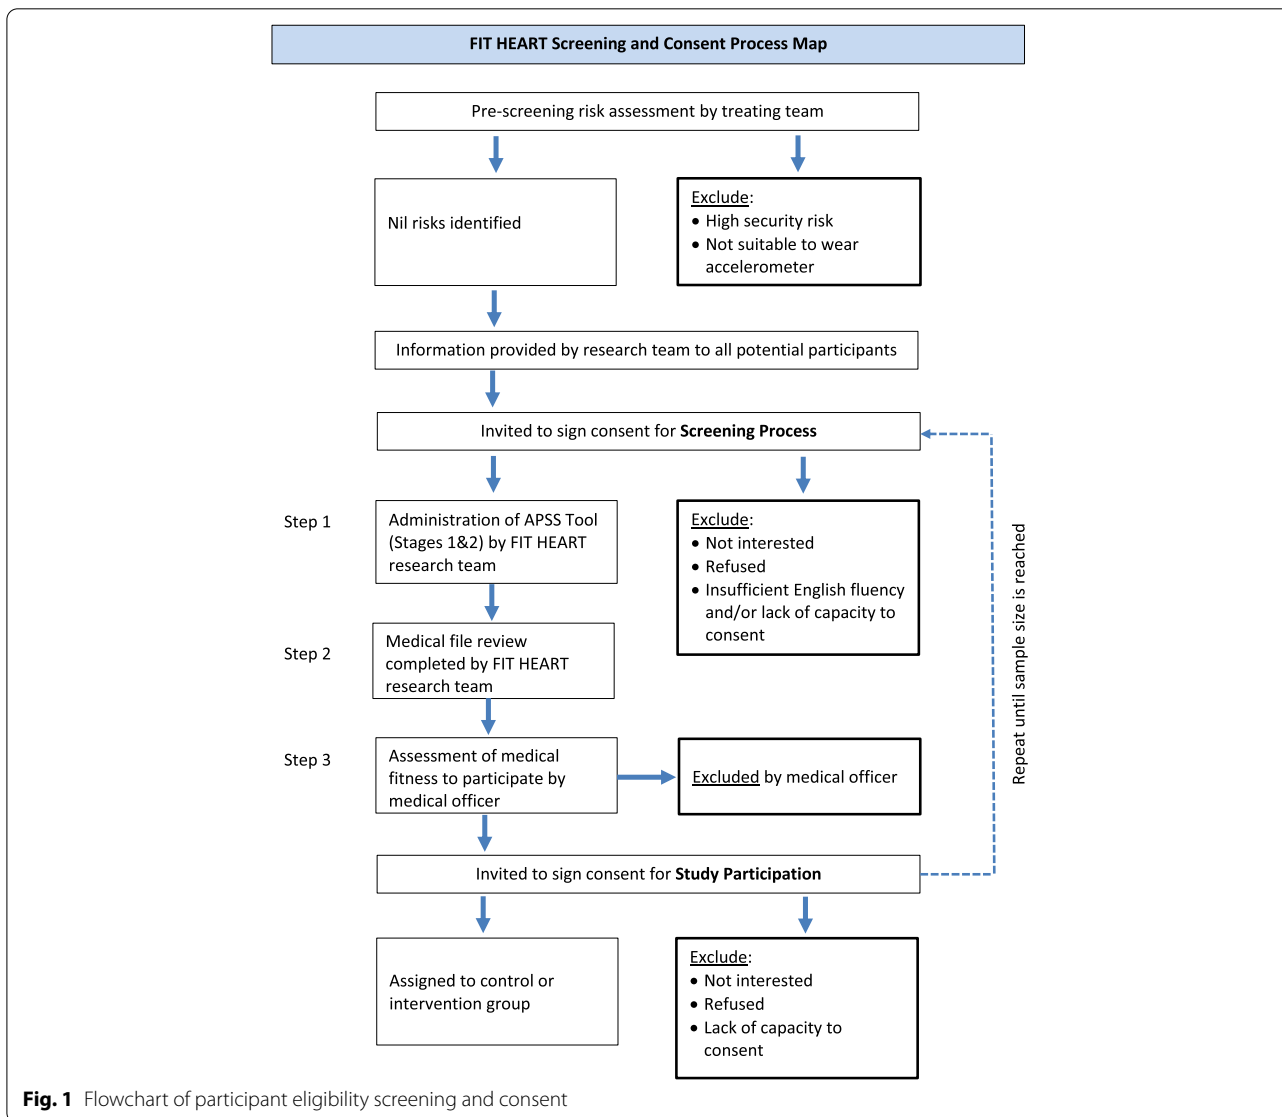 FIT HEART Screening and Consent Process Map
Pre-screening risk assessment by treating team
Nil risks identified
Exclude:
• High security risk
• Not suitable to wear
accelerometer
Information provided by research team to all potential participants
Invited to sign consent for Screening Process
Step 1
Administration of APSS Tool
(Stages 1&2) by FIT HEART
research team
Exclude:
• Not interested
• Refused
• Insufficient English fluency
and/or lack of capacity to
consent
Step 2
Medical file review
completed by FIT HEART
research team
Step 3
Assessment of medical
fitness to participate by
medical officer
Excluded by medical officer
Repeat until sample size is reached
Invited to sign consent for Study Participation
Assigned to control or
intervention group
Exclude:
• Not interested
• Refused
• Lack of capacity to
consent
Fig. 1 Flowchart of participant eligibility screening and consent